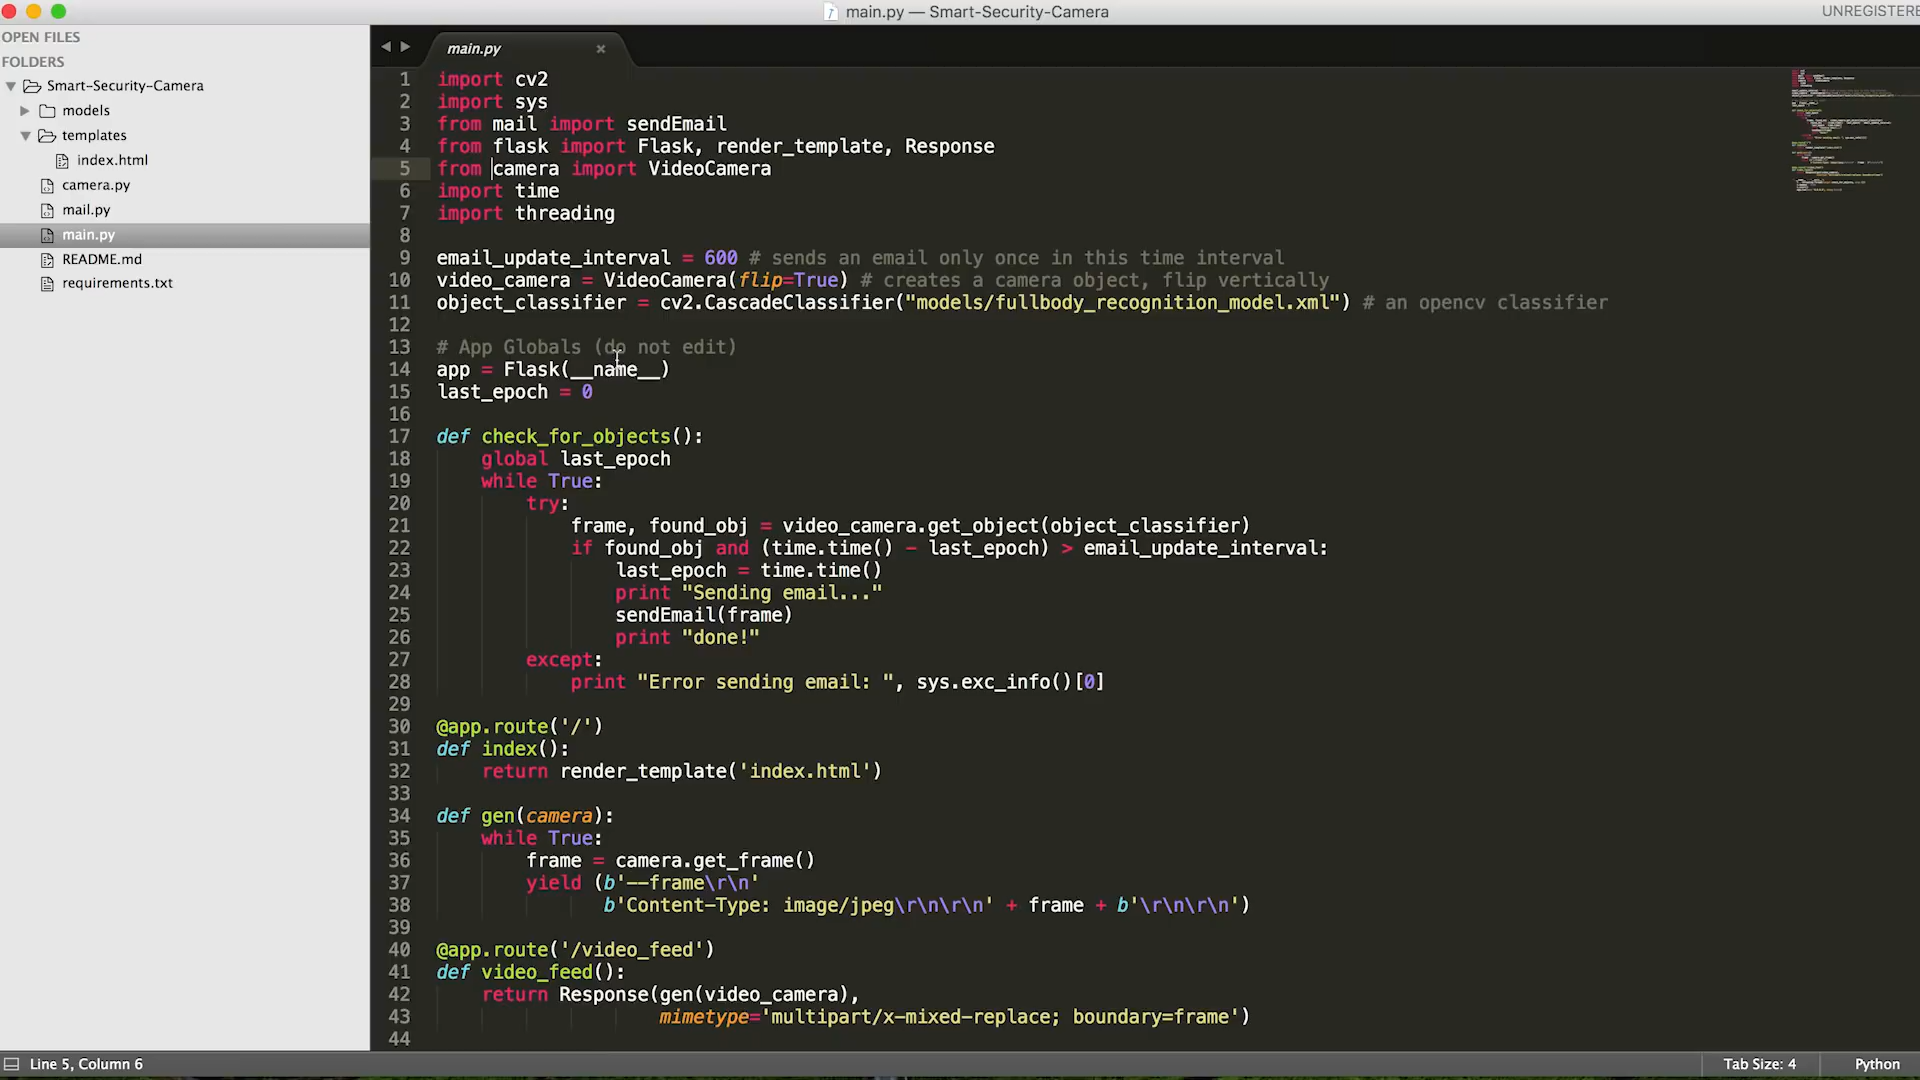 main.py — Smart-Security-Camera
UNREGISTERE
OPEN FILES
FOLDERS
Smart-Security-Camera
models
templates
index.html
camera.py
mail.py
main.py
README.md
requirements.txt
main.py ×
1 import cv2
2 import sys
3 from mail import sendEmail
4 from flask import Flask, render_template, Response
5 from camera import VideoCamera
6 import time
7 import threading
8
9 email_update_interval = 600 # sends an email only once in this time interval
10 video_camera = VideoCamera(flip=True) # creates a camera object, flip vertically
11 object_classifier = cv2.CascadeClassifier("models/fullbody_recognition_model.xml") # an opencv classifier
12
13 # App Globals (do not edit)
14 app = Flask(__name__)
15 last_epoch = 0
16
17 def check_for_objects():
18     global last_epoch
19     while True:
20         try:
21             frame, found_obj = video_camera.get_object(object_classifier)
22             if found_obj and (time.time() - last_epoch) > email_update_interval:
23                 last_epoch = time.time()
24                 print "Sending email..."
25                 sendEmail(frame)
26                 print "done!"
27         except:
28             print "Error sending email: ", sys.exc_info()[0]
29
30 @app.route('/')
31 def index():
32     return render_template('index.html')
33
34 def gen(camera):
35     while True:
36         frame = camera.get_frame()
37         yield (b'--frame\r\n'
38                b'Content-Type: image/jpeg\r\n\r\n' + frame + b'\r\n\r\n')
39
40 @app.route('/video_feed')
41 def video_feed():
42     return Response(gen(video_camera),
43                     mimetype='multipart/x-mixed-replace; boundary=frame')
44
Line 5, Column 6
Tab Size: 4
Python